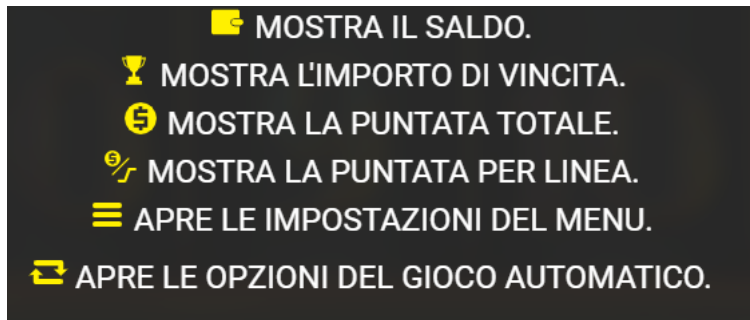 MOSTRA IL SALDO.
MOSTRA L'IMPORTO DI VINCITA.
MOSTRA LA PUNTATA TOTALE.
MOSTRA LA PUNTATA PER LINEA.
APRE LE IMPOSTAZIONI DEL MENU.
APRE LE OPZIONI DEL GIOCO AUTOMATICO.